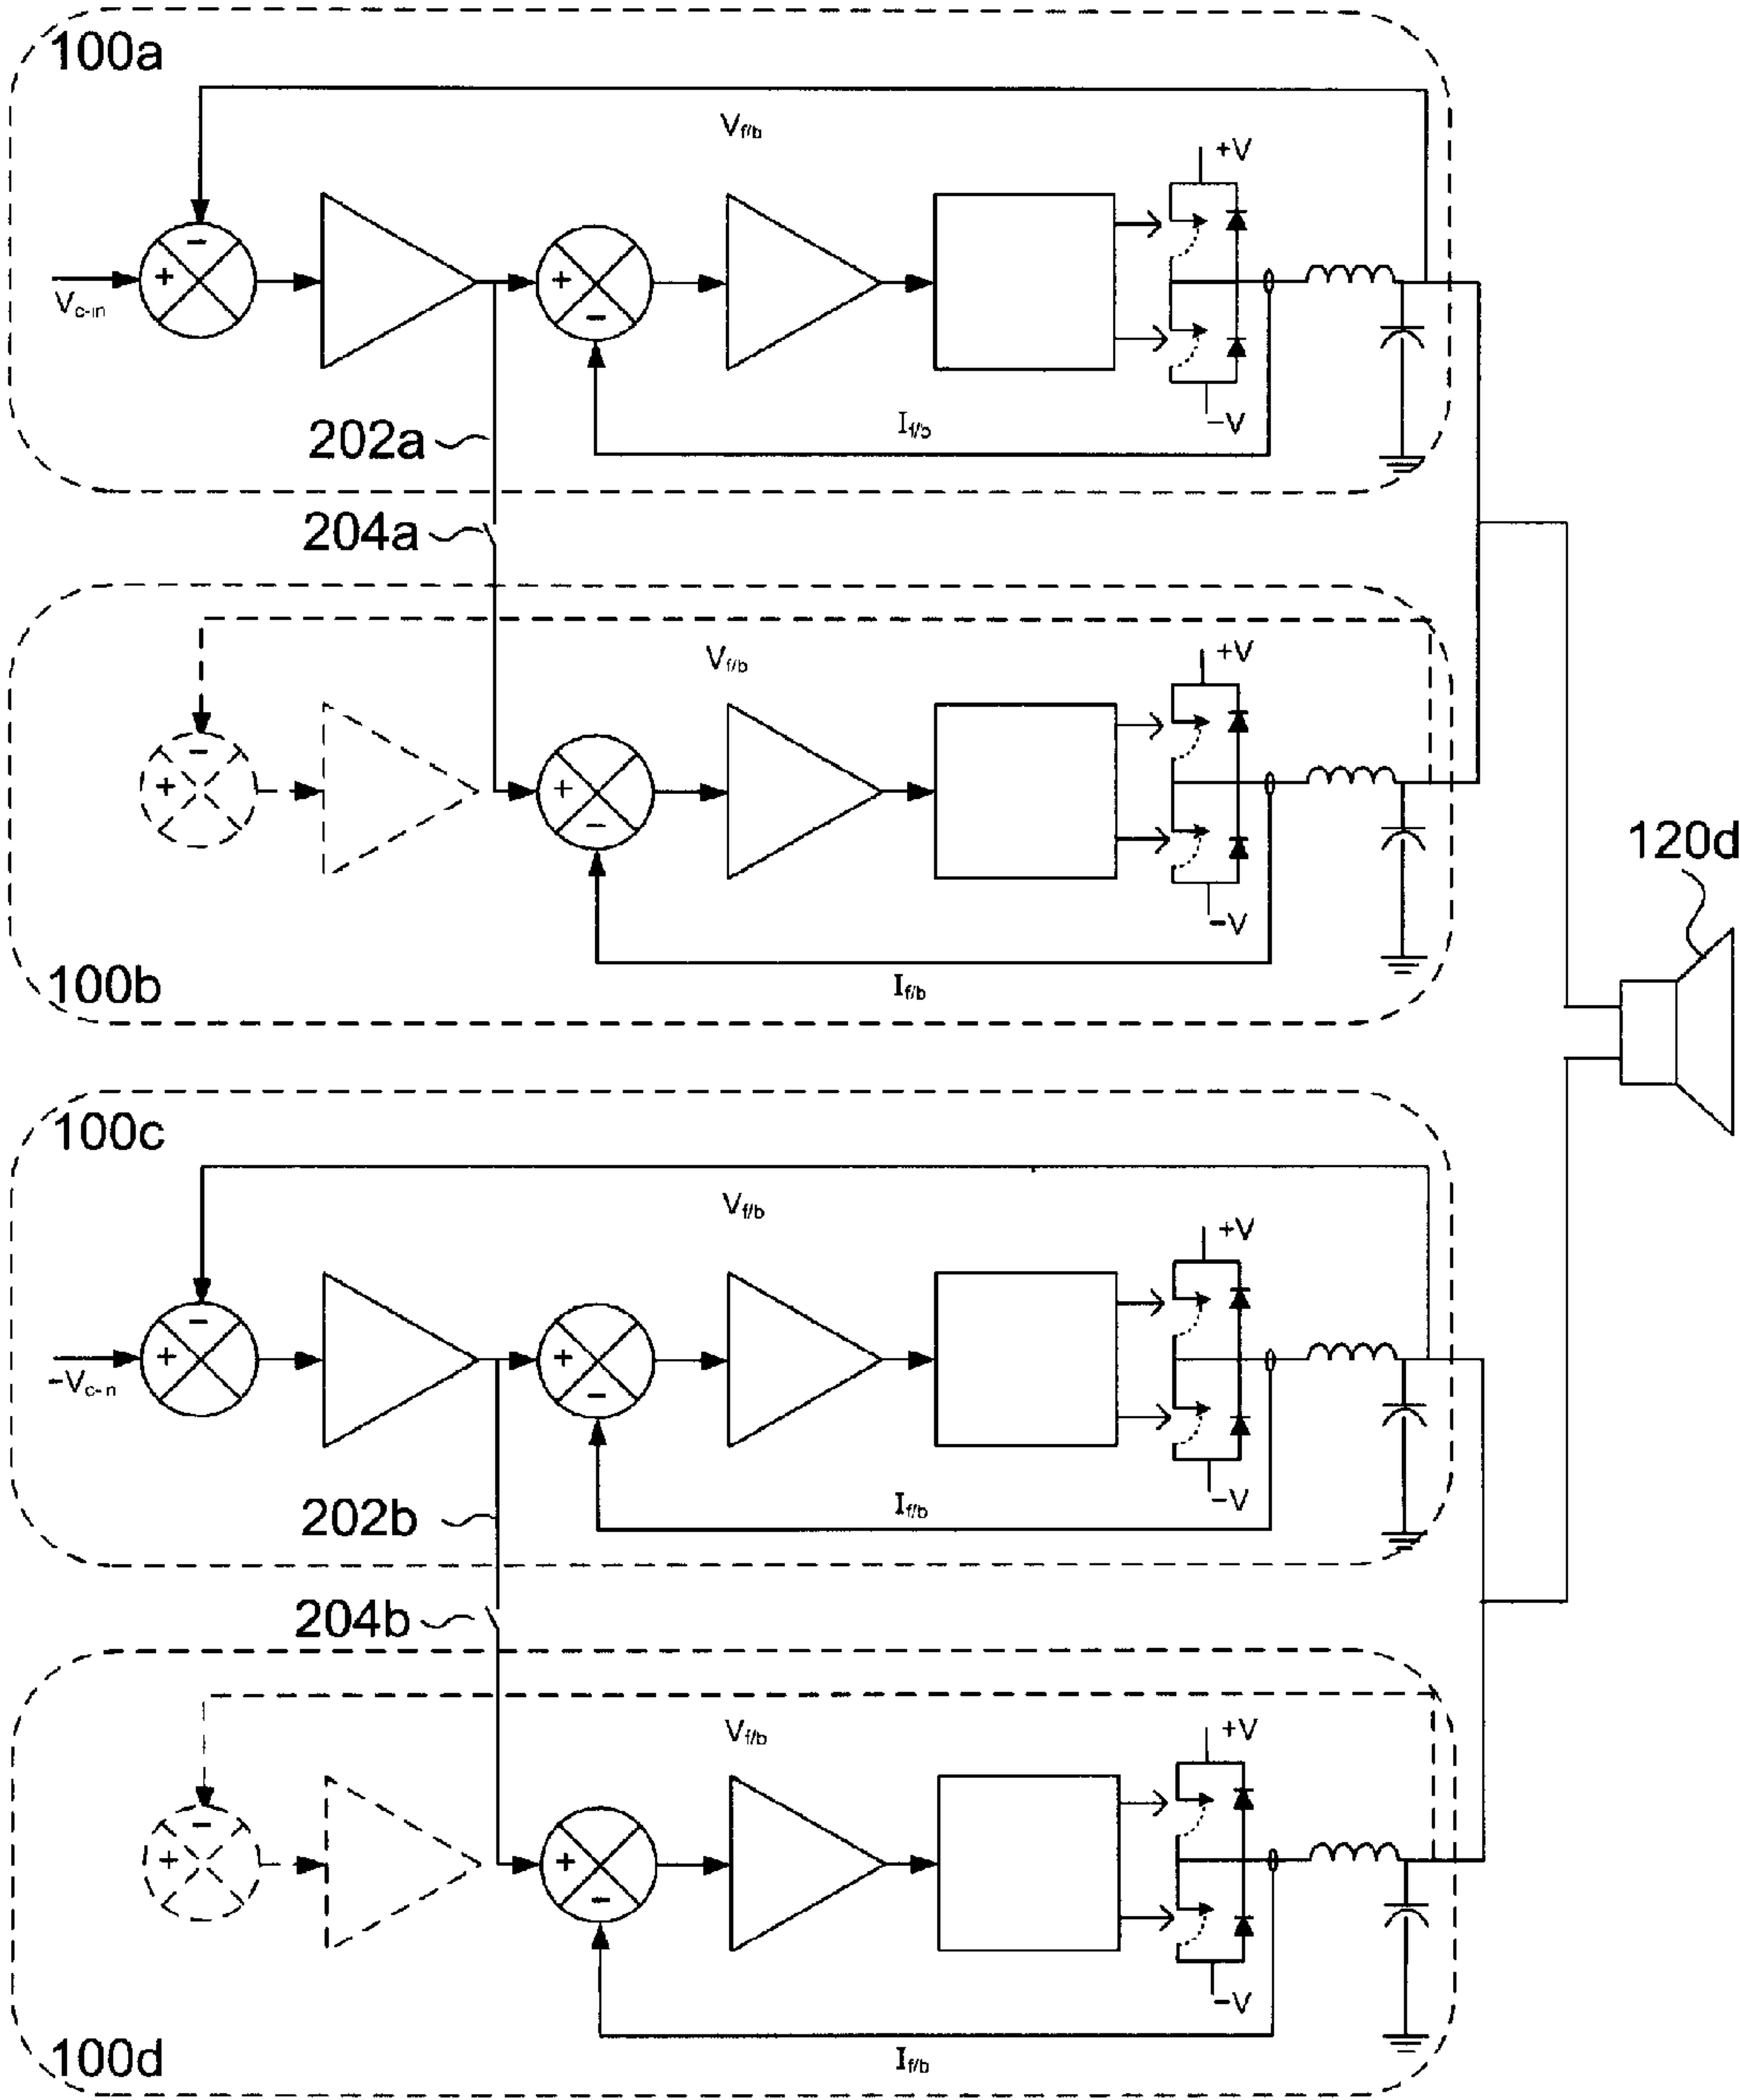 100a
Vf/b
+V
+
−
Vc-in
+
−
−V
If/b
202a
204a
Vf/b
+V
−
+
+
−
−V
If/b
100b
120d
100c
Vf/b
+V
−
+
+
−
−Vc-in
−V
If/b
202b
204b
Vf/b
+V
−
+
+
−
−V
If/b
100d